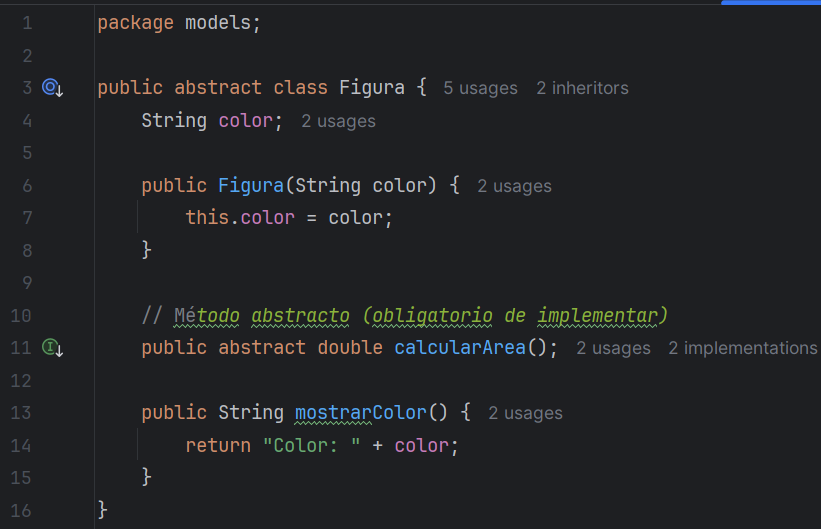 1 package models;
2
3 public abstract class Figura { 5 usages 2 inheritors
4 String color; 2 usages
5
6 public Figura(String color) { 2 usages
7 this.color = color;
8 }
9
10 // Método abstracto (obligatorio de implementar)
11 public abstract double calcularArea(); 2 usages 2 implementations
12
13 public String mostrarColor() { 2 usages
14 return "Color: " + color;
15 }
16 }